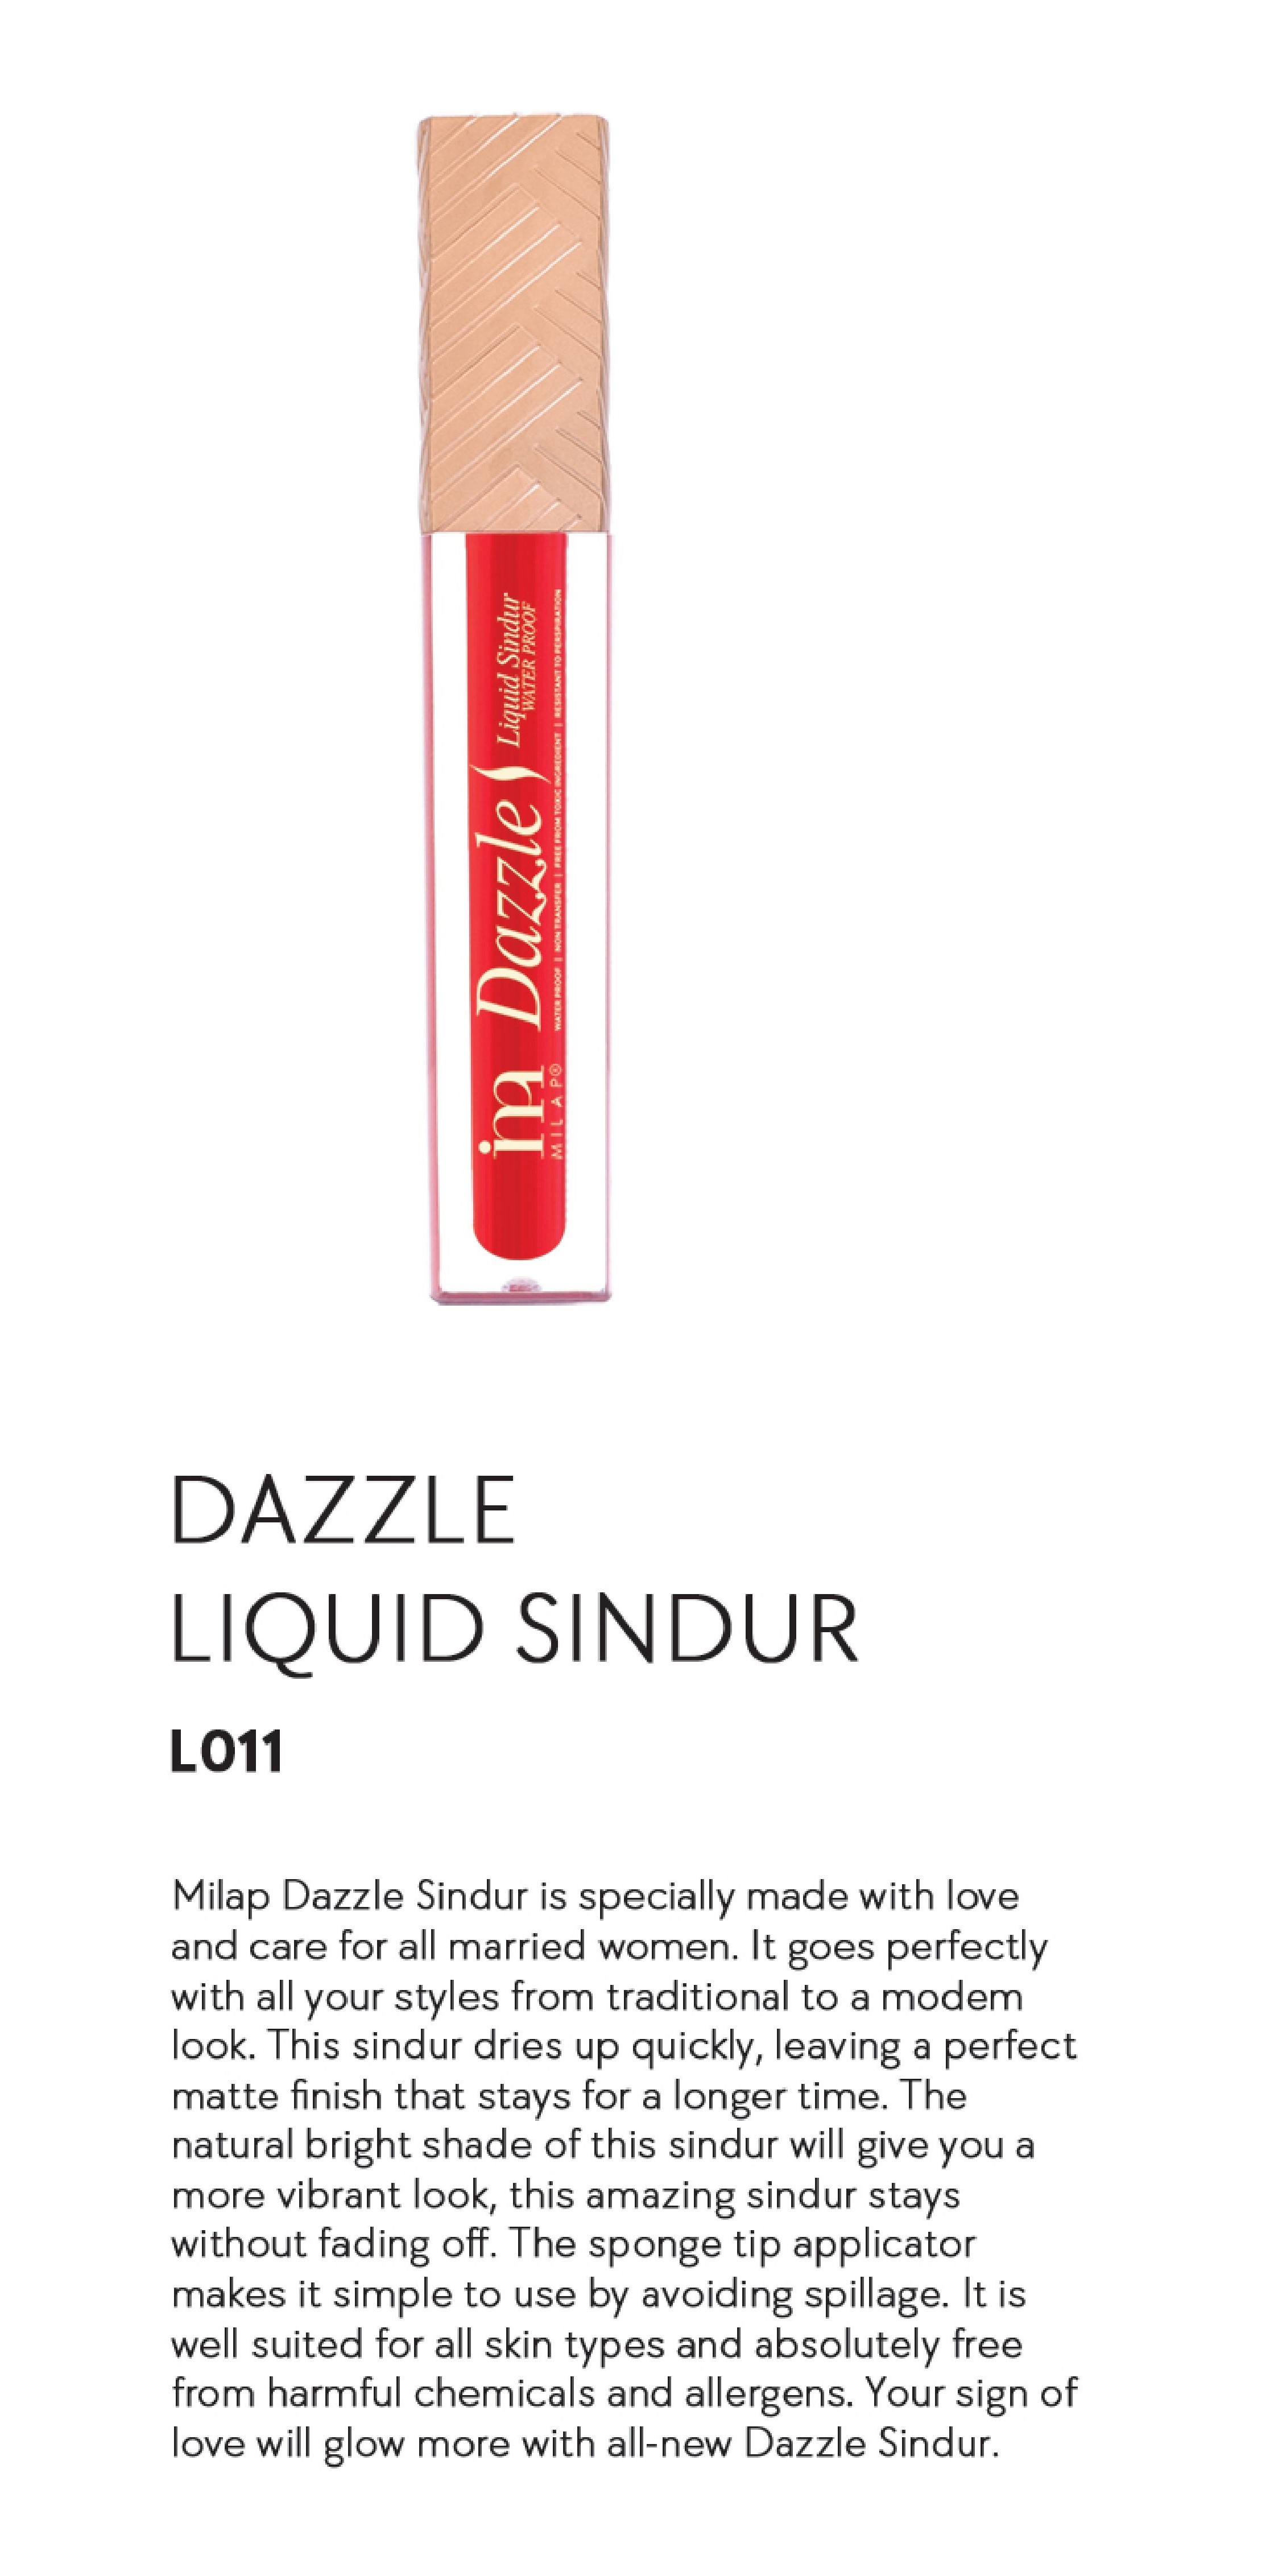 Liquid Sindur
WATER PROOF
Dazzle
WATER PROOF | NON TRANSFER | FREE FROM TOXIC INGREDIENT | RESISTANT TO PERSPIRATION
im
MILAP®
DAZZLE
LIQUID SINDUR
L011
Milap Dazzle Sindur is specially made with love
and care for all married women. It goes perfectly
with all your styles from traditional to a modem
look. This sindur dries up quickly, leaving a perfect
matte finish that stays for a longer time. The
natural bright shade of this sindur will give you a
more vibrant look, this amazing sindur stays
without fading off. The sponge tip applicator
makes it simple to use by avoiding spillage. It is
well suited for all skin types and absolutely free
from harmful chemicals and allergens. Your sign of
love will glow more with all-new Dazzle Sindur.